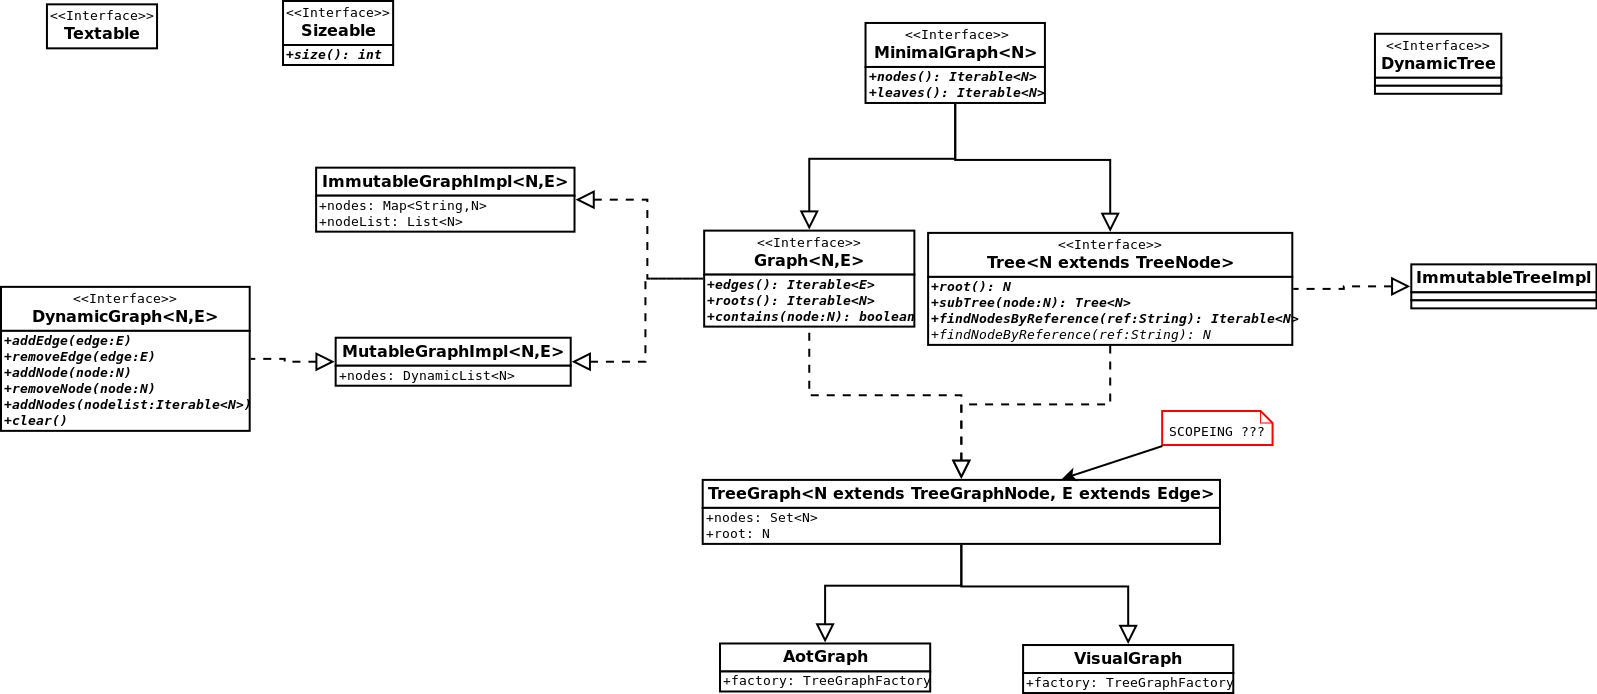 <<Interface>>
Textable
<<Interface>>
Sizeable
+size(): int
<<Interface>>
MinimalGraph<N>
+nodes(): Iterable<N>
+leaves(): Iterable<N>
<<Interface>>
DynamicTree
ImmutableGraphImpl<N,E>
+nodes: Map<String,N>
+nodeList: List<N>
<<Interface>>
Graph<N,E>
+edges(): Iterable<E>
+roots(): Iterable<N>
+contains(node:N): boolean
<<Interface>>
Tree<N extends TreeNode>
+root(): N
+subTree(node:N): Tree<N>
+findNodesByReference(ref:String): Iterable<N>
+findNodeByReference(ref:String): N
ImmutableTreeImpl
<<Interface>>
DynamicGraph<N,E>
+addEdge(edge:E)
+removeEdge(edge:E)
+addNode(node:N)
+removeNode(node:N)
+addNodes(nodelist:Iterable<N>)
+clear()
MutableGraphImpl<N,E>
+nodes: DynamicList<N>
SCOPEING ???
TreeGraph<N extends TreeGraphNode, E extends Edge>
+nodes: Set<N>
+root: N
AotGraph
+factory: TreeGraphFactory
VisualGraph
+factory: TreeGraphFactory